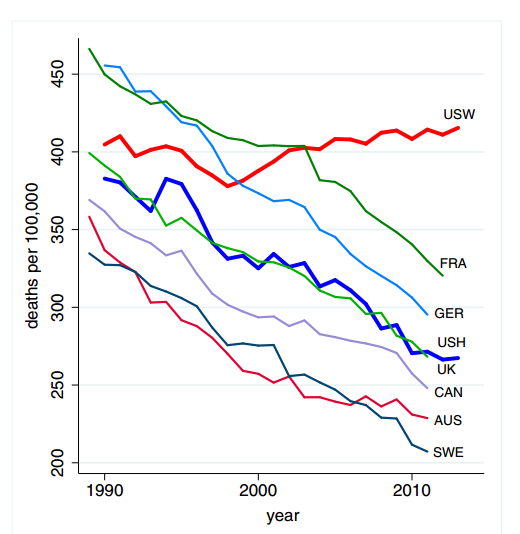 450
400
350
300
250
200
deaths per 100,000
1990
2000
2010
year
USW
FRA
GER
USH
UK
CAN
AUS
SWE